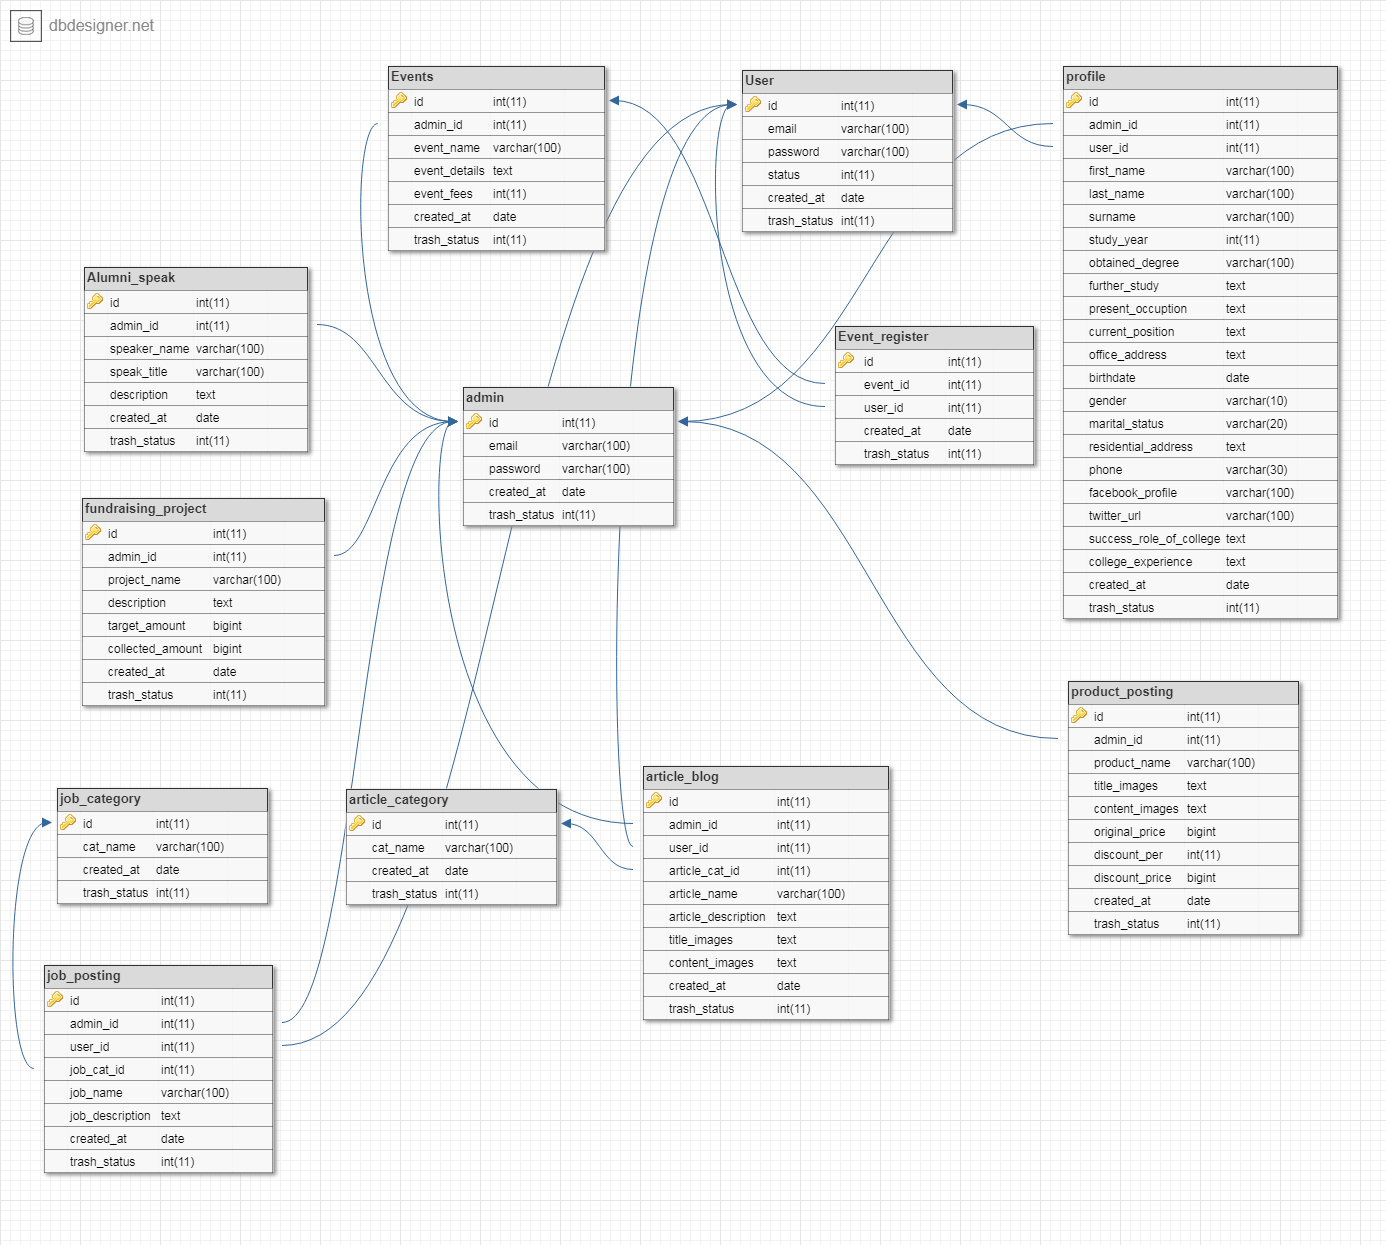 dbdesigner.net
Events
id int(11)
admin_id int(11)
event_name varchar(100)
event_details text
event_fees int(11)
created_at date
trash_status int(11)
User
id int(11)
email varchar(100)
password varchar(100)
status int(11)
created_at date
trash_status int(11)
profile
id int(11)
admin_id int(11)
user_id int(11)
first_name varchar(100)
last_name varchar(100)
surname varchar(100)
study_year int(11)
obtained_degree varchar(100)
further_study text
present_occuption text
current_position text
office_address text
birthdate date
gender varchar(10)
marital_status varchar(20)
residential_address text
phone varchar(30)
facebook_profile varchar(100)
twitter_url varchar(100)
success_role_of_college text
college_experience text
created_at date
trash_status int(11)
Alumni_speak
id int(11)
admin_id int(11)
speaker_name varchar(100)
speak_title varchar(100)
description text
created_at date
trash_status int(11)
Event_register
id int(11)
event_id int(11)
user_id int(11)
created_at date
trash_status int(11)
admin
id int(11)
email varchar(100)
password varchar(100)
created_at date
trash_status int(11)
fundraising_project
id int(11)
admin_id int(11)
project_name varchar(100)
description text
target_amount bigint
collected_amount bigint
created_at date
trash_status int(11)
product_posting
id int(11)
admin_id int(11)
product_name varchar(100)
title_images text
content_images text
original_price bigint
discount_per int(11)
discount_price bigint
created_at date
trash_status int(11)
job_category
id int(11)
cat_name varchar(100)
created_at date
trash_status int(11)
article_category
id int(11)
cat_name varchar(100)
created_at date
trash_status int(11)
article_blog
id int(11)
admin_id int(11)
user_id int(11)
article_cat_id int(11)
article_name varchar(100)
article_description text
title_images text
content_images text
created_at date
trash_status int(11)
job_posting
id int(11)
admin_id int(11)
user_id int(11)
job_cat_id int(11)
job_name varchar(100)
job_description text
created_at date
trash_status int(11)